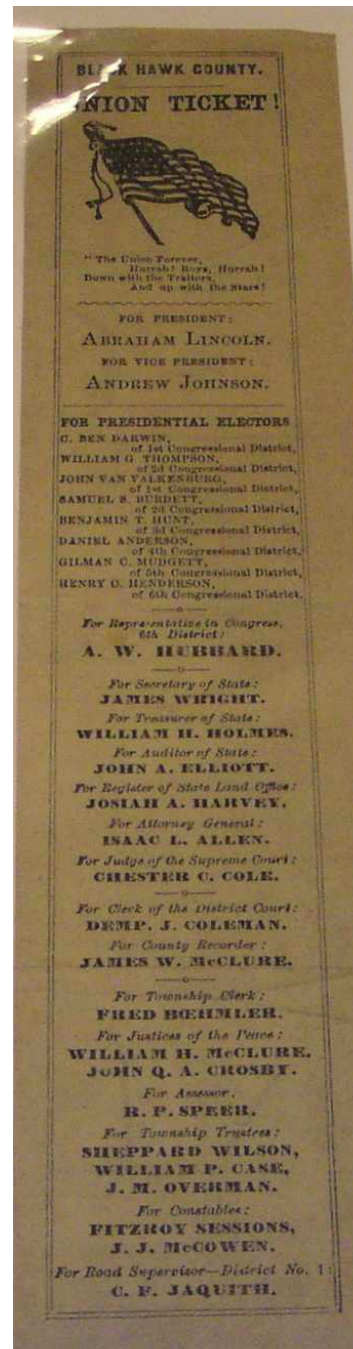 BLACK HAWK COUNTY.
UNION TICKET!
"The Union Forever,
Hurrah! Boys, Hurrah!
Down with the Traitors,
And up with the Stars!
FOR PRESIDENT:
ABRAHAM LINCOLN.
FOR VICE PRESIDENT:
ANDREW JOHNSON.
FOR PRESIDENTIAL ELECTORS
C. BEN DARWIN,
of 1st Congressional District,
WILLIAM G. THOMPSON,
of 2d Congressional District,
JOHN VAN VALKENBURG,
of 1st Congressional District,
SAMUEL S. BURDETT,
of 2d Congressional District,
BENJAMIN T. HUNT,
of 3d Congressional District,
DANIEL ANDERSON,
of 4th Congressional District,
GILMAN C. MUDGETT,
of 5th Congressional District,
HENRY C. HENDERSON,
of 6th Congressional District.
For Representative in Congress,
6th District:
A. W. HUBBARD.
For Secretary of State:
JAMES WRIGHT.
For Treasurer of State:
WILLIAM H. HOLMES.
For Auditor of State:
JOHN A. ELLIOTT.
For Register of State Land Office:
JOSIAH A. HARVEY.
For Attorney General:
ISAAC L. ALLEN.
For Judge of the Supreme Court:
CHESTER C. COLE.
For Clerk of the District Court:
DEMP. J. COLEMAN.
For County Recorder:
JAMES W. McCLURE.
For Township Clerk:
FRED BŒHMLER.
For Justices of the Peace:
WILLIAM H. McCLURE.
JOHN Q. A. CROSBY.
For Assessor,
R. P. SPEER.
For Township Trustees:
SHEPPARD WILSON,
WILLIAM P. CASE,
J. M. OVERMAN.
For Constables:
FITZROY SESSIONS,
J. J. McCOWEN.
For Road Supervisor—District No. 1:
C. F. JAQUITH.